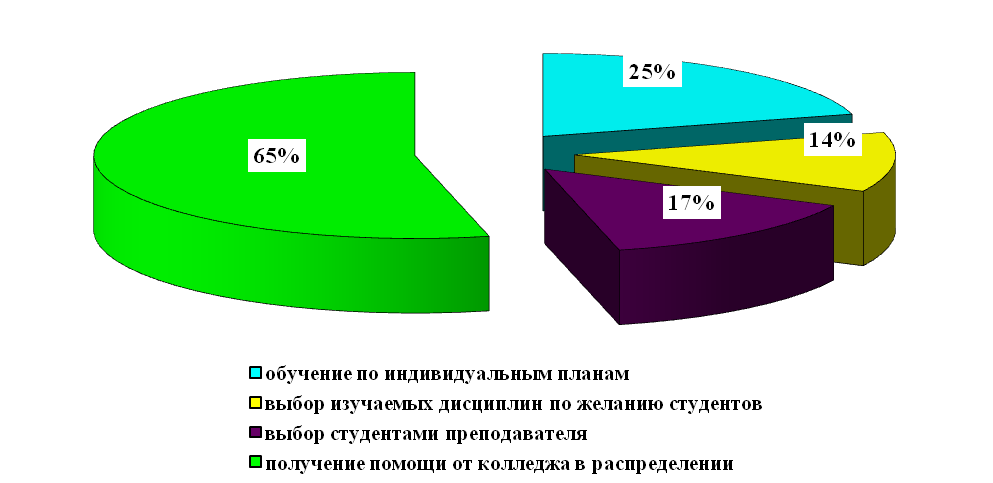 25%
14%
65%
17%
обучение по индивидуальным планам
выбор изучаемых дисциплин по желанию студентов
выбор студентами преподавателя
получение помощи от колледжа в распределении